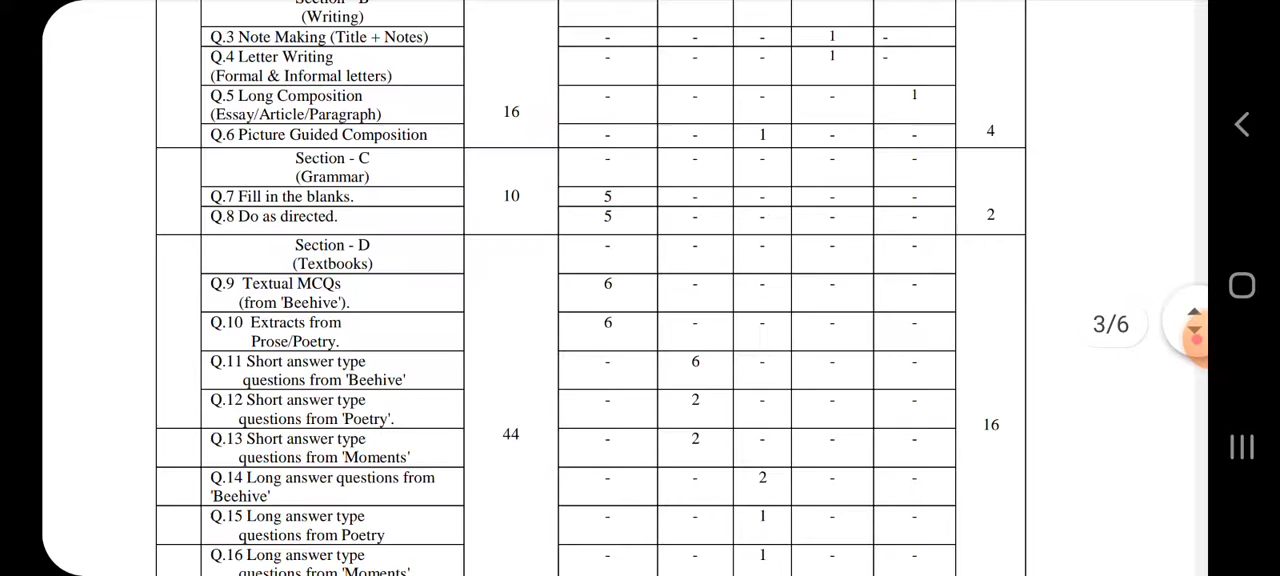 Section - B
(Writing)
Q.3 Note Making (Title + Notes) - - - 1 -
Q.4 Letter Writing - - - 1 -
(Formal & Informal letters)
Q.5 Long Composition - - - - 1
(Essay/Article/Paragraph)
16
Q.6 Picture Guided Composition - - 1 - - 4
Section - C - - - - -
(Grammar)
Q.7 Fill in the blanks. 10 5 - - - -
Q.8 Do as directed. 5 - - - - 2
Section - D - - - - -
(Textbooks)
Q.9 Textual MCQs 6 - - - -
(from 'Beehive').
Q.10 Extracts from 6 - - - -
Prose/Poetry.
3/6
Q.11 Short answer type - 6 - - -
questions from 'Beehive'
Q.12 Short answer type - 2 - - -
questions from 'Poetry'.
16
Q.13 Short answer type 44 - 2 - - -
questions from 'Moments'
Q.14 Long answer questions from - - 2 - -
'Beehive'
Q.15 Long answer type - - 1 - -
questions from Poetry
Q.16 Long answer type - - 1 - -
questions from 'Moments'